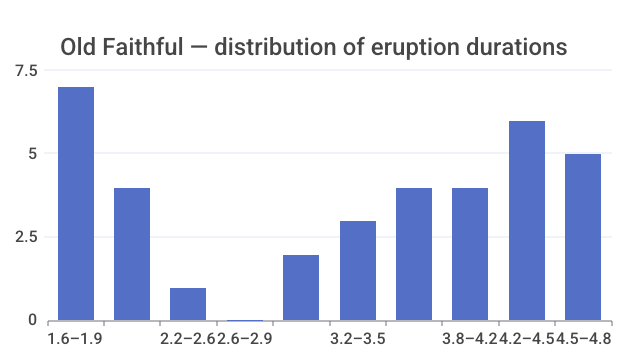 Old Faithful — distribution of eruption durations
7.5
5
2.5
0
1.6–1.9 2.2–2.6 2.6–2.9 3.2–3.5 3.8–4.2 4.2–4.5 4.5–4.8